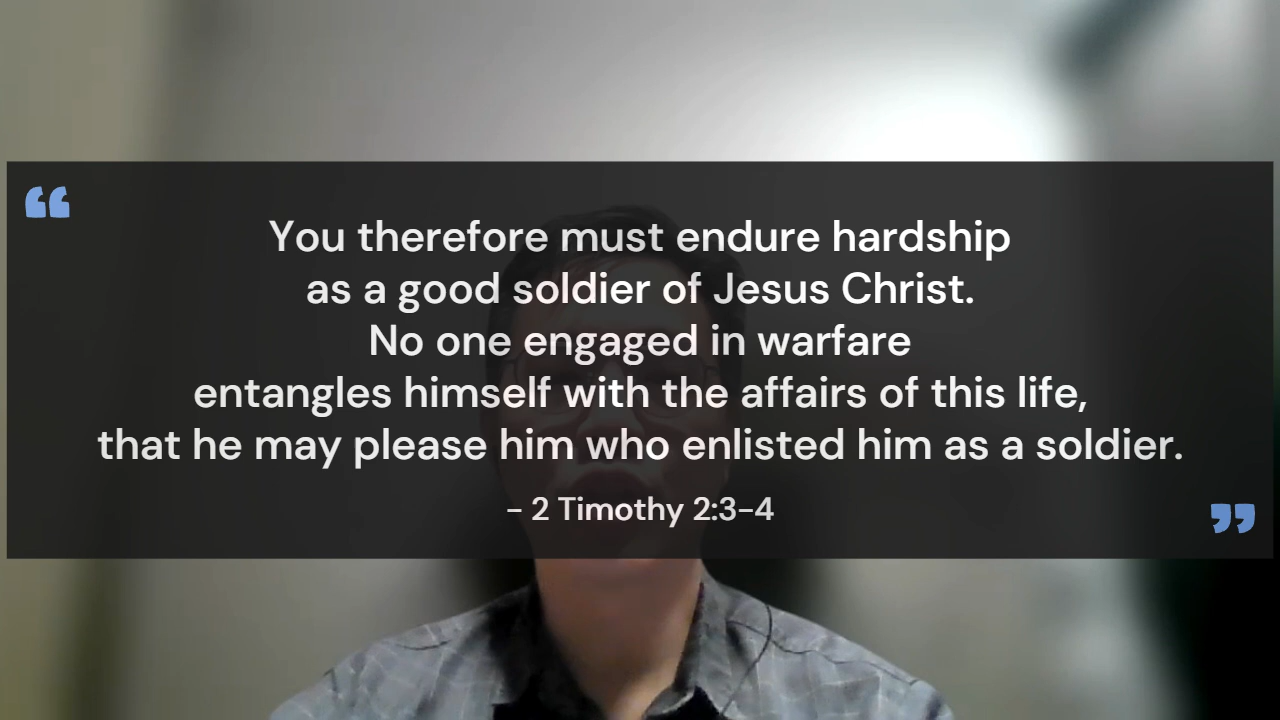 “
You therefore must endure hardship
as a good soldier of Jesus Christ.
No one engaged in warfare
entangles himself with the affairs of this life,
that he may please him who enlisted him as a soldier.
– 2 Timothy 2:3–4
”